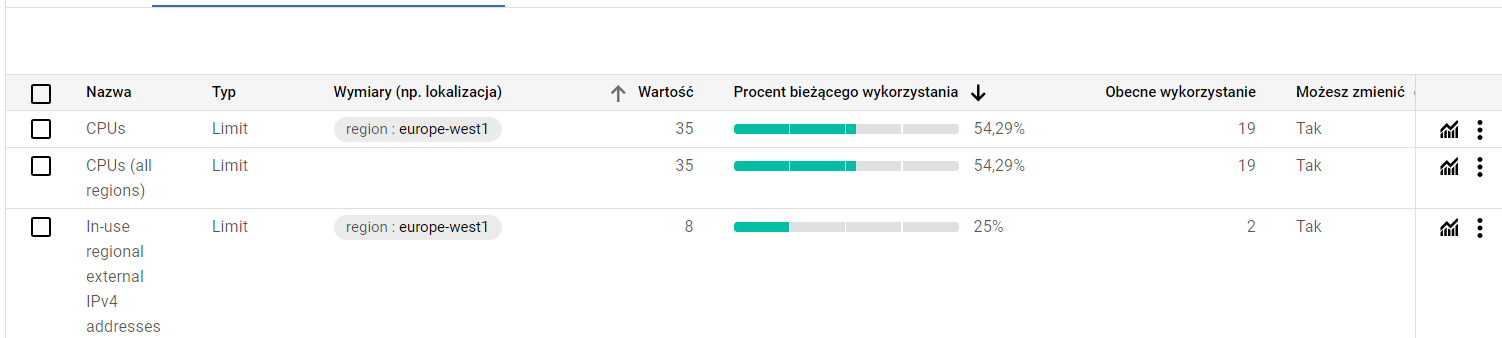 Nazwa Typ Wymiary (np. lokalizacja) Wartość Procent bieżącego wykorzystania Obecne wykorzystanie Możesz zmienić
CPUs Limit region : europe-west1 35 54,29% 19 Tak
CPUs (all Limit 35 54,29% 19 Tak
regions)
In-use Limit region : europe-west1 8 25% 2 Tak
regional
external
IPv4
addresses